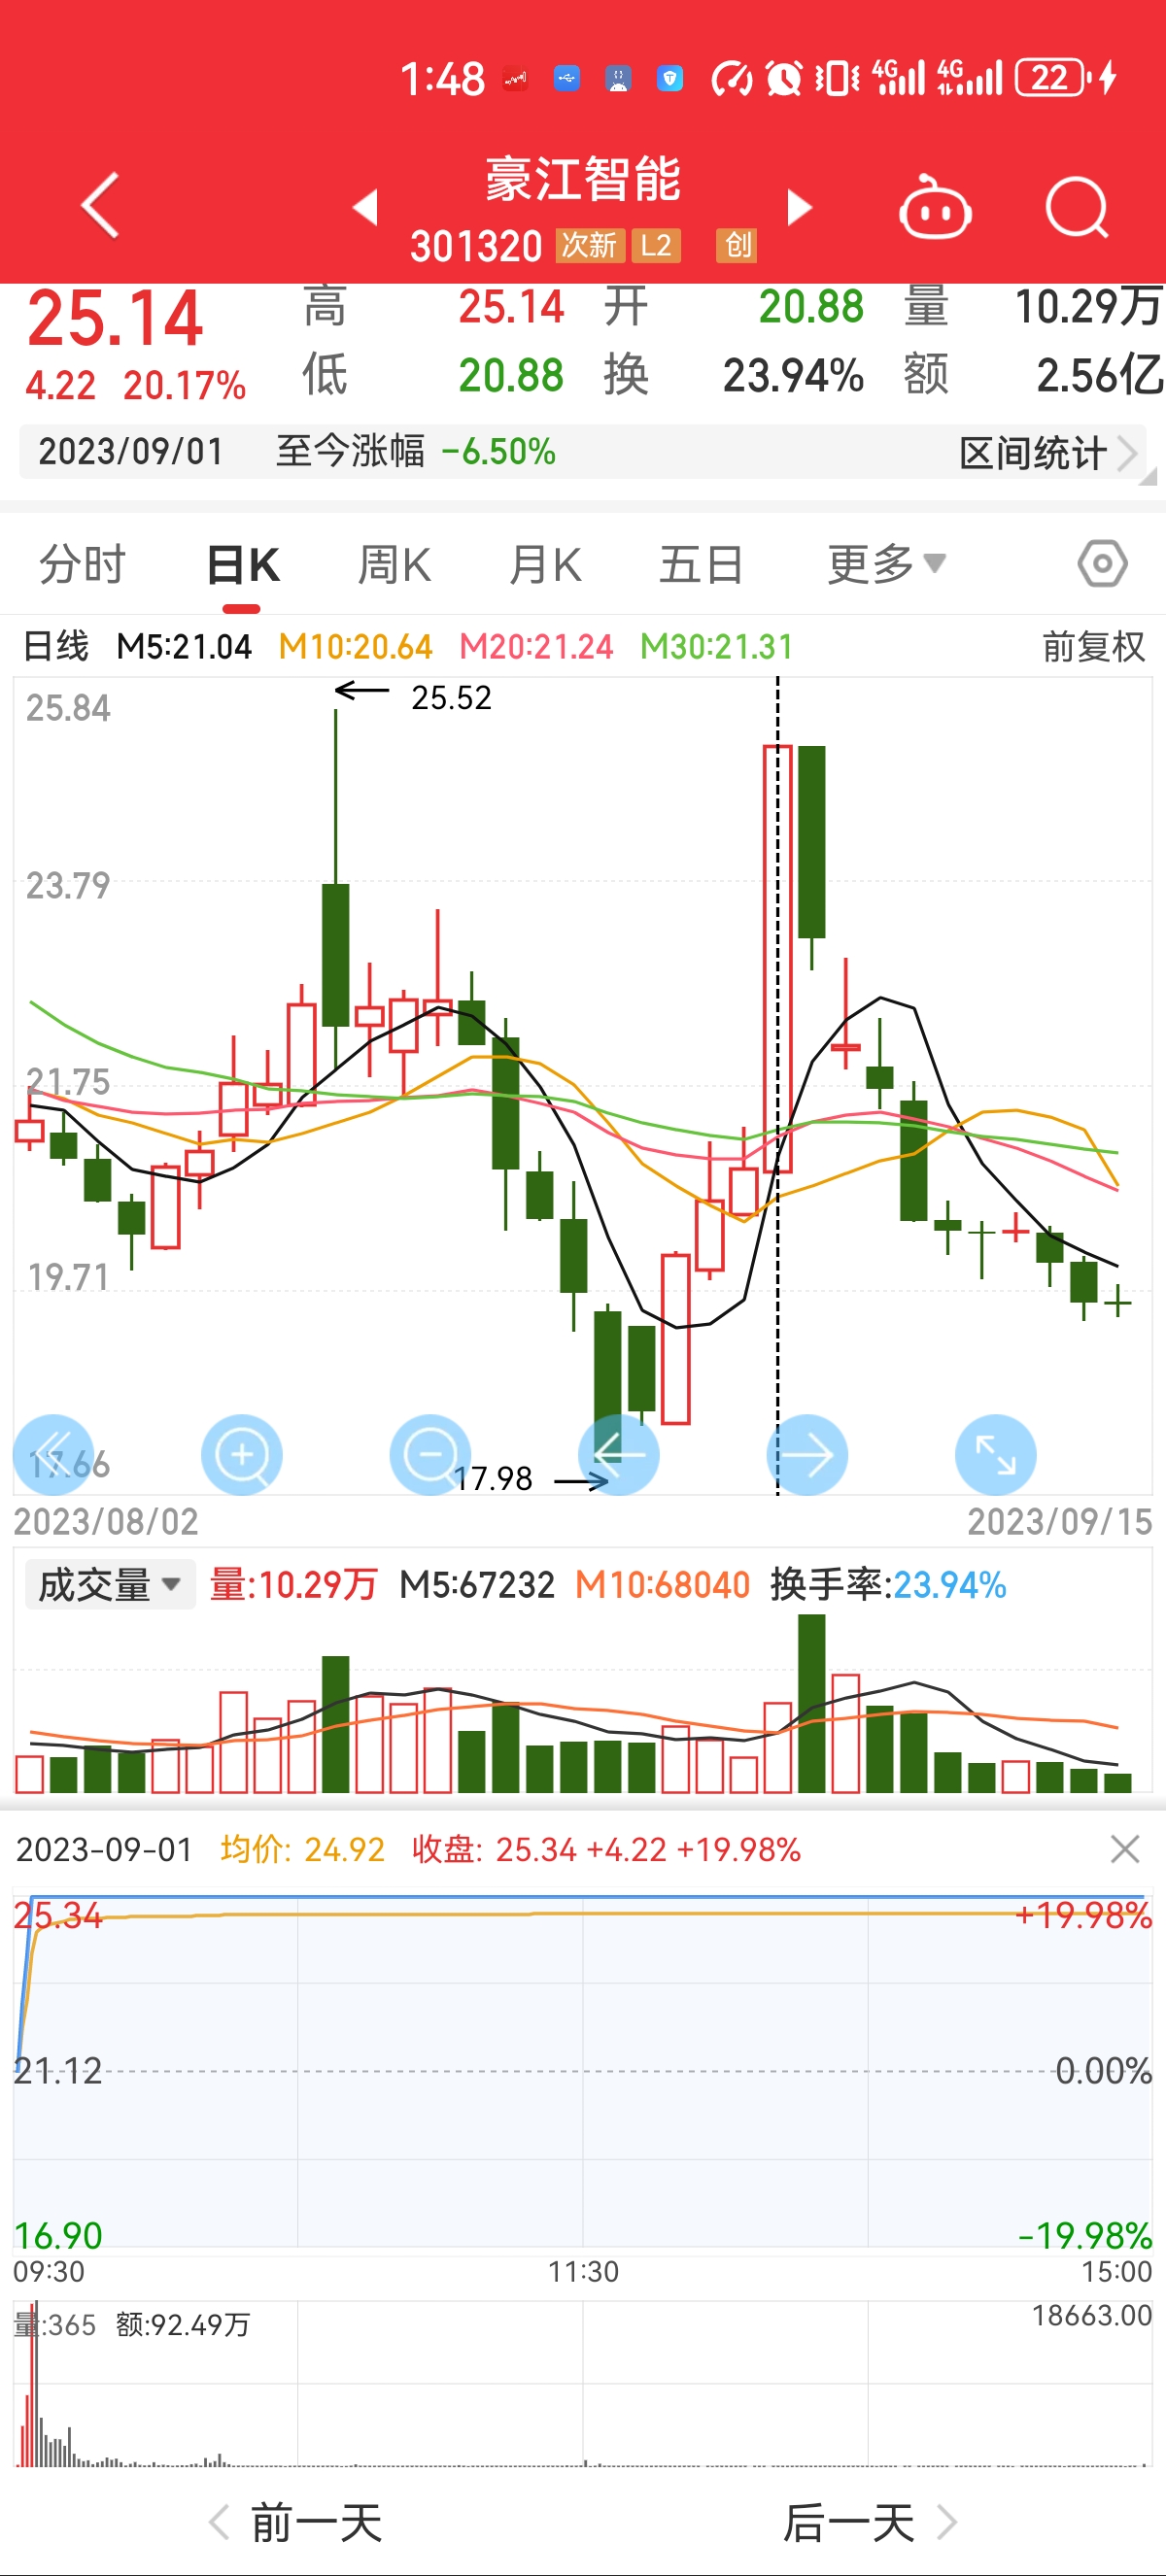 1:48 4G 4G 22
豪江智能
301320 次新 L2 创
25.14 高 25.14 开 20.88 量 10.29万
4.22 20.17% 低 20.88 换 23.94% 额 2.56亿
2023/09/01 至今涨幅 -6.50% 区间统计
分时 日K 周K 月K 五日 更多
日线 M5:21.04 M10:20.64 M20:21.24 M30:21.31 前复权
25.84
25.52
23.79
21.75
19.71
17.66
17.98
2023/08/02 2023/09/15
成交量 量:10.29万 M5:67232 M10:68040 换手率:23.94%
2023-09-01 均价: 24.92 收盘: 25.34 +4.22 +19.98%
25.34 +19.98%
21.12 0.00%
16.90 -19.98%
09:30 11:30 15:00
量:365 额:92.49万 18663.00
前一天 后一天